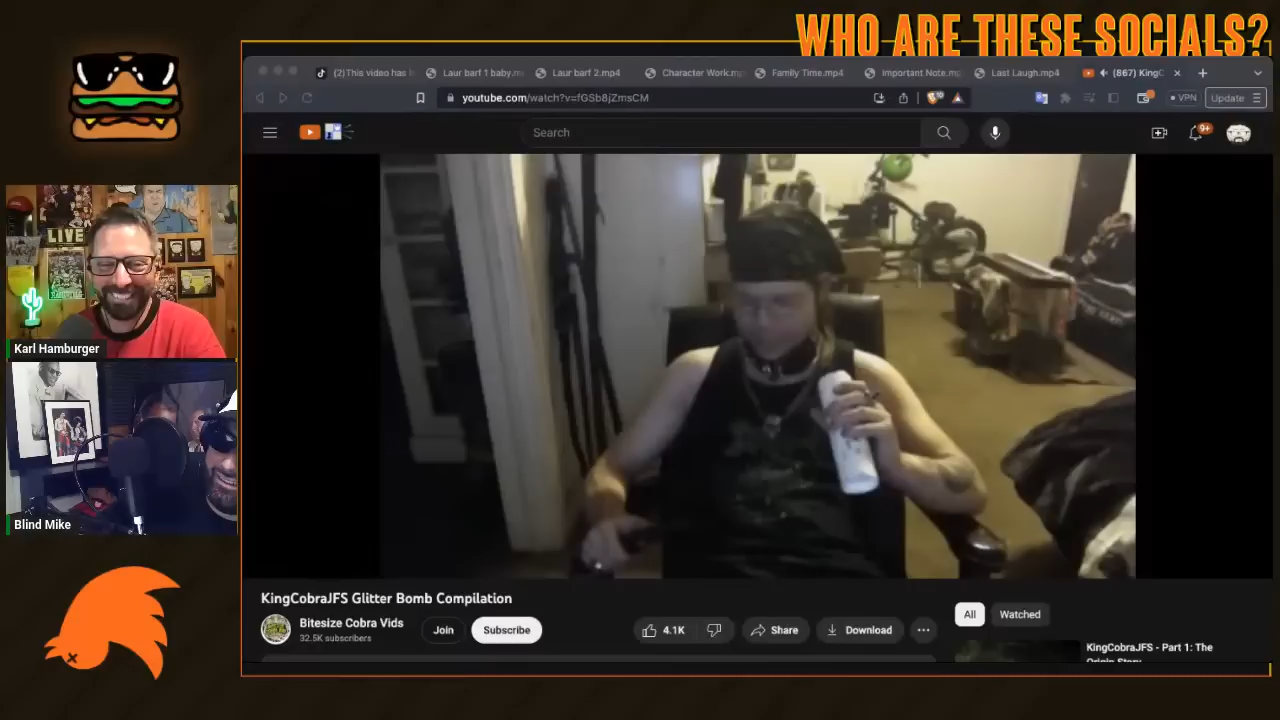 WHO ARE THESE SOCIALS?
(2)This video has
Laur barf 1 baby.m
Laur barf 2.mp4
Character Work.mp
Family Time.mp4
Important Note.m
Last Laugh.mp4
(867) KingC
youtube.com/watch?v=fGSb8jZmsCM
VPN
Update
Search
9+
LIVE
Karl Hamburger
Blind Mike
KingCobraJFS Glitter Bomb Compilation
Bitesize Cobra Vids
32.5K subscribers
Join
Subscribe
4.1K
Share
Download
All
Watched
KingCobraJFS - Part 1: The
Origin Story